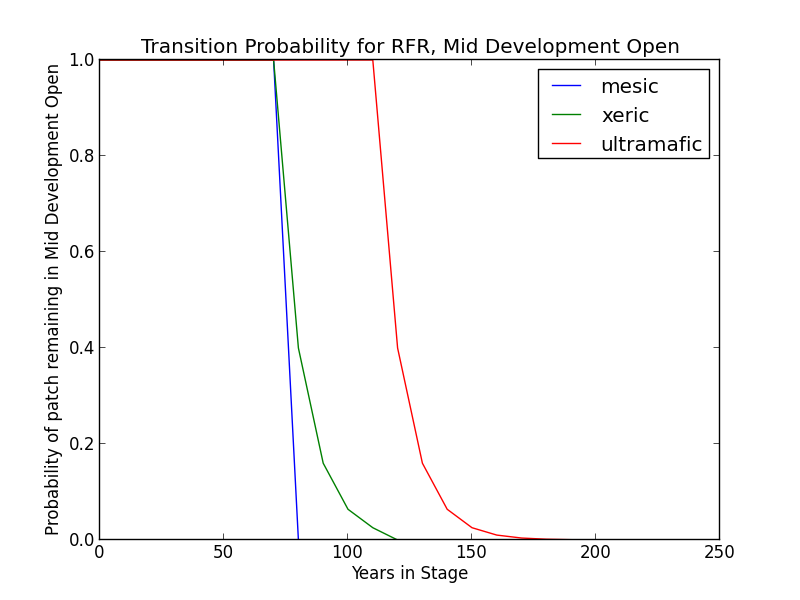 Transition Probability for RFR, Mid Development Open
Probability of patch remaining in Mid Development Open
1.0
0.8
0.6
0.4
0.2
0.0
mesic
xeric
ultramafic
0 50 100 150 200 250
Years in Stage